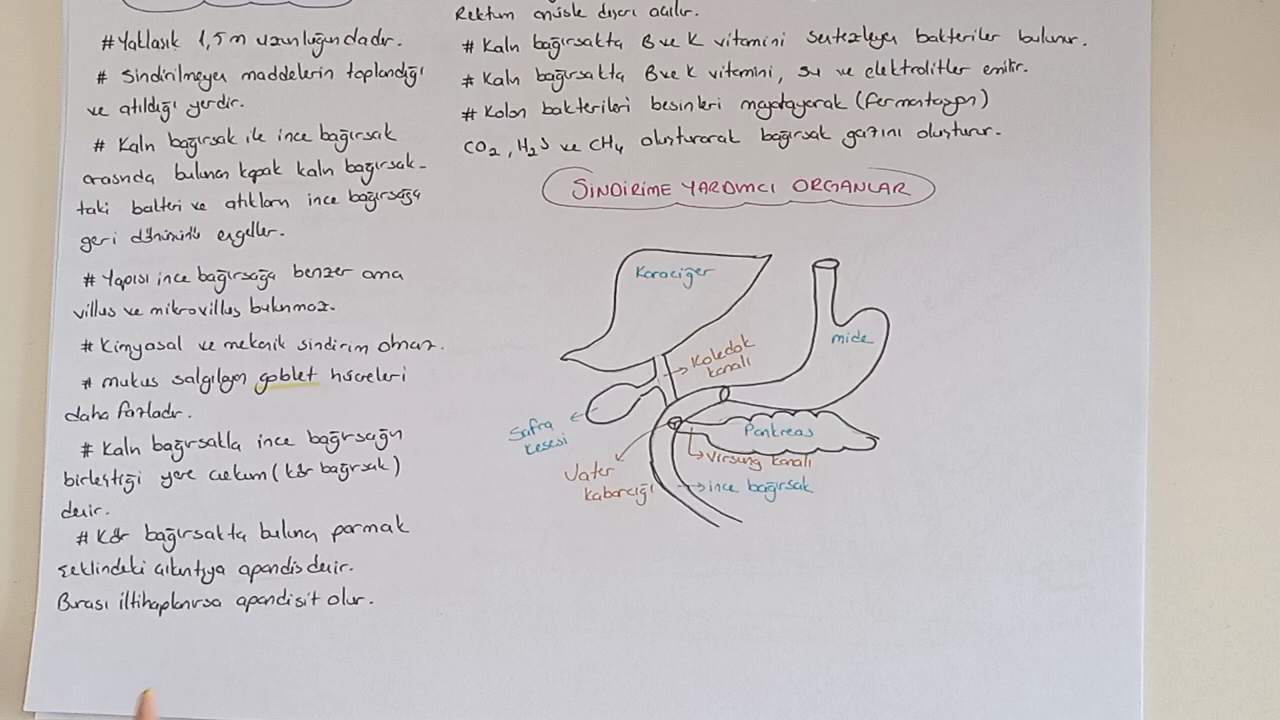 #Yaklaşık 1,5m uzunluğundadır.
# Sindirilmeyen maddelerin toplandığı
ve atıldığı yerdir.
# Kalın bağırsak ile ince bağırsak
arasında bulunan kapak kalın bağırsak-
taki bakteri ve atıkların ince bağırsağa
geri dönüşünü engeller.
# Yapısı ince bağırsağa benzer ama
villus ve mikrovillus bulunmaz.
# Kimyasal ve mekanik sindirim olmaz.
# mukus salgılayan goblet hücreleri
daha fazladır.
# Kalın bağırsakla ince bağırsağın
birleştiği yere çekum (kör bağırsak)
denir.
# Kör bağırsakta bulunan parmak
şeklindeki çıkıntıya apandis denir.
Burası iltihaplanırsa apandisit olur.
Rektum anüsle dışarı açılır.
# Kalın bağırsakta B ve K vitamini sentezleyen bakteriler bulunur.
# Kalın bağırsakta B ve K vitamini, su ve elektrolitler emilir.
# Kolon bakterileri besinleri mayalayarak (fermantasyon)
CO2, H2S ve CH4 oluşturarak bağırsak gazını oluşturur.
SİNDİRİME YARDIMCI ORGANLAR
Karaciğer
mide
Koledok
kanalı
Safra
kesesi
Pankreas
Virsung kanalı
Vater
kabarcığı
ince bağırsak